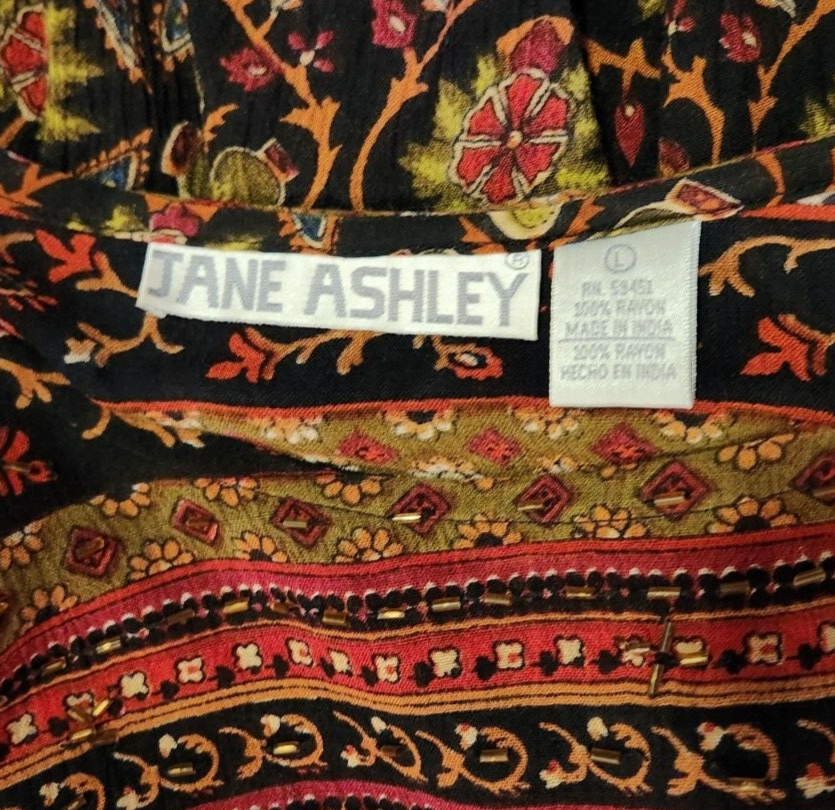 JANE ASHLEY ®
L
RN. 59451
100% RAYON
MADE IN INDIA
100% RAYON
HECHO EN INDIA